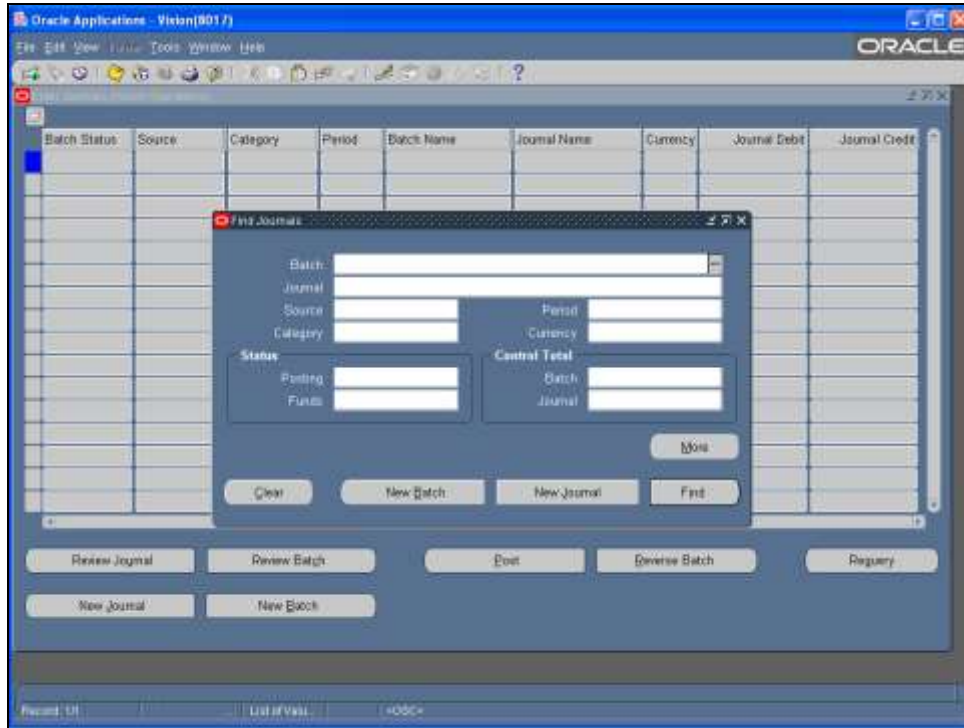 Oracle Applications - Vision(8017)
File Edit View Tools Window Help
ORACLE
Batch Status Source Category Period Batch Name Journal Name Currency Journal Debit Journal Credit
Find Journals
Batch
Journal
Source Period
Category Currency
Status Control Total
Posting Batch
Funds Journal
More
Clear New Batch New Journal Find
Review Journal Review Batch Post Reverse Batch Requery
New Journal New Batch
Record: 1/1 List of Valu... <OSC>